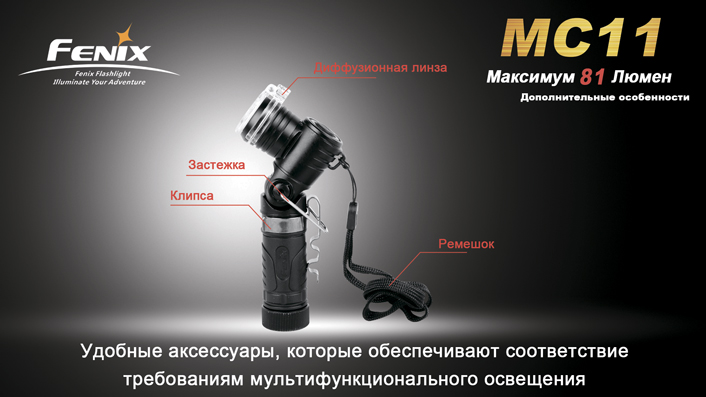 FENIX
Fenix Flashlight
Illuminate Your Adventure
MC11
Максимум 81 Люмен
Дополнительные особенности
Диффузионная линза
Застежка
Клипса
Ремешок
Удобные аксессуары, которые обеспечивают соответствие
требованиям мультифункционального освещения